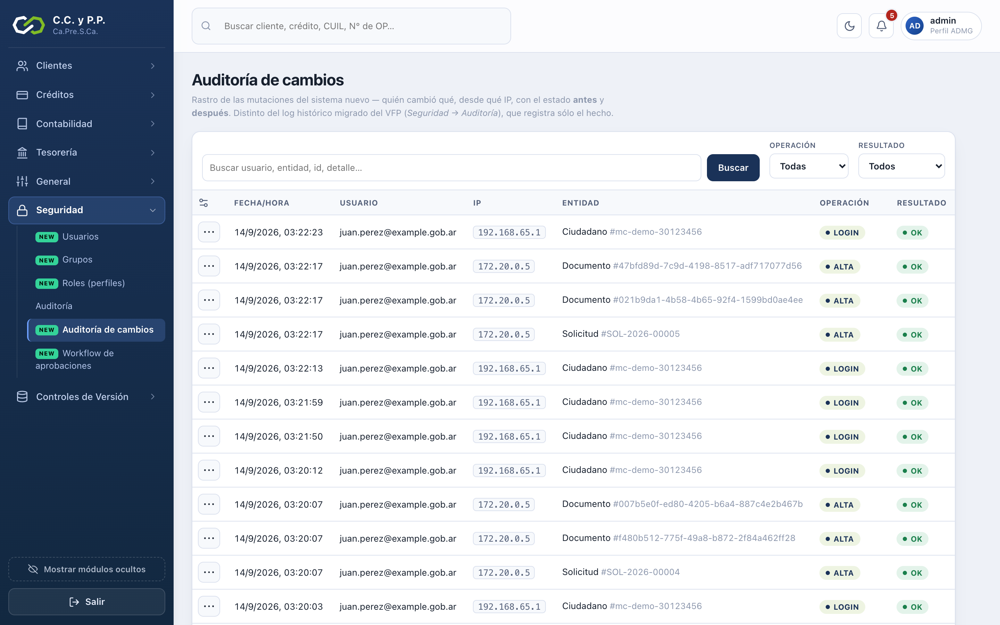 C.C. y P.P.
Ca.Pre.S.Ca.
Clientes
Créditos
Contabilidad
Tesorería
General
Seguridad
NEW Usuarios
NEW Grupos
NEW Roles (perfiles)
Auditoría
NEW Auditoría de cambios
NEW Workflow de
aprobaciones
Controles de Versión
Mostrar módulos ocultos
Salir
Buscar cliente, crédito, CUIL, N° de OP...
5
AD
admin
Perfil ADMG
Auditoría de cambios
Rastro de las mutaciones del sistema nuevo — quién cambió qué, desde qué IP, con el estado antes y
después. Distinto del log histórico migrado del VFP (Seguridad → Auditoría), que registra sólo el hecho.
Buscar usuario, entidad, id, detalle...
Buscar
OPERACIÓN
Todas
RESULTADO
Todos
FECHA/HORA USUARIO IP ENTIDAD OPERACIÓN RESULTADO
14/9/2026, 03:22:23 juan.perez@example.gob.ar 192.168.65.1 Ciudadano #mc-demo-30123456 LOGIN OK
14/9/2026, 03:22:17 juan.perez@example.gob.ar 172.20.0.5 Documento #47bfd89d-7c9d-4198-8517-adf717077d56 ALTA OK
14/9/2026, 03:22:17 juan.perez@example.gob.ar 172.20.0.5 Documento #021b9da1-4b58-4b65-92f4-1599bd0ae4ee ALTA OK
14/9/2026, 03:22:17 juan.perez@example.gob.ar 172.20.0.5 Solicitud #SOL-2026-00005 ALTA OK
14/9/2026, 03:22:13 juan.perez@example.gob.ar 192.168.65.1 Ciudadano #mc-demo-30123456 LOGIN OK
14/9/2026, 03:21:59 juan.perez@example.gob.ar 192.168.65.1 Ciudadano #mc-demo-30123456 LOGIN OK
14/9/2026, 03:21:50 juan.perez@example.gob.ar 192.168.65.1 Ciudadano #mc-demo-30123456 LOGIN OK
14/9/2026, 03:20:12 juan.perez@example.gob.ar 192.168.65.1 Ciudadano #mc-demo-30123456 LOGIN OK
14/9/2026, 03:20:07 juan.perez@example.gob.ar 172.20.0.5 Documento #007b5e0f-ed80-4205-b6a4-887c4e2b467b ALTA OK
14/9/2026, 03:20:07 juan.perez@example.gob.ar 172.20.0.5 Documento #f480b512-775f-49a8-b872-2f84a462ff28 ALTA OK
14/9/2026, 03:20:07 juan.perez@example.gob.ar 172.20.0.5 Solicitud #SOL-2026-00004 ALTA OK
14/9/2026, 03:20:03 juan.perez@example.gob.ar 192.168.65.1 Ciudadano #mc-demo-30123456 LOGIN OK